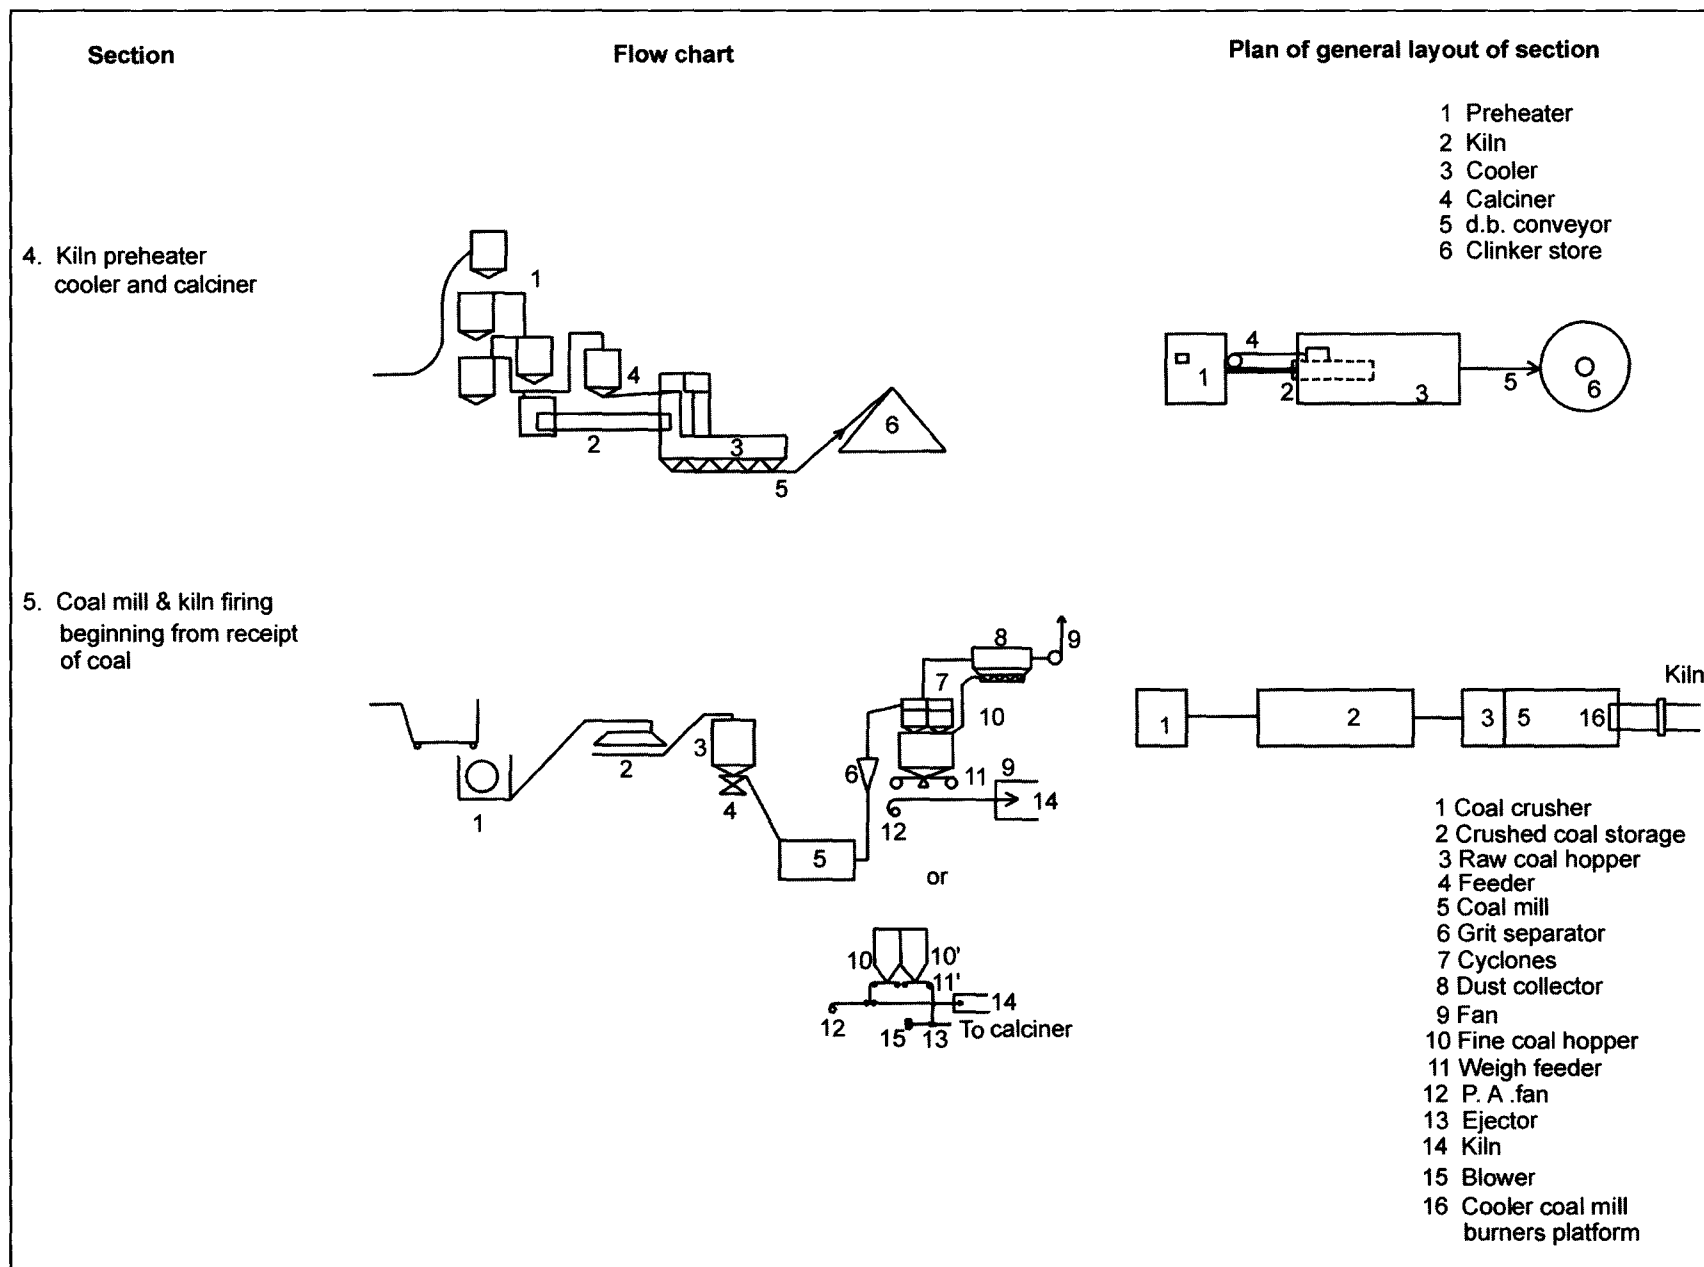 Section
Flow chart
Plan of general layout of section
1 Preheater
2 Kiln
3 Cooler
4 Calciner
5 d.b. conveyor
6 Clinker store
4. Kiln preheater
cooler and calciner
1
4
2
3
5
6
1
4
2
3
5
6
5. Coal mill & kiln firing
beginning from receipt
of coal
1
2
3
4
5
6
7
8
9
10
11
9
12
14
or
10
10'
11'
12
14
15
13
To calciner
Kiln
1
2
3
5
16
1 Coal crusher
2 Crushed coal storage
3 Raw coal hopper
4 Feeder
5 Coal mill
6 Grit separator
7 Cyclones
8 Dust collector
9 Fan
10 Fine coal hopper
11 Weigh feeder
12 P. A .fan
13 Ejector
14 Kiln
15 Blower
16 Cooler coal mill
burners platform